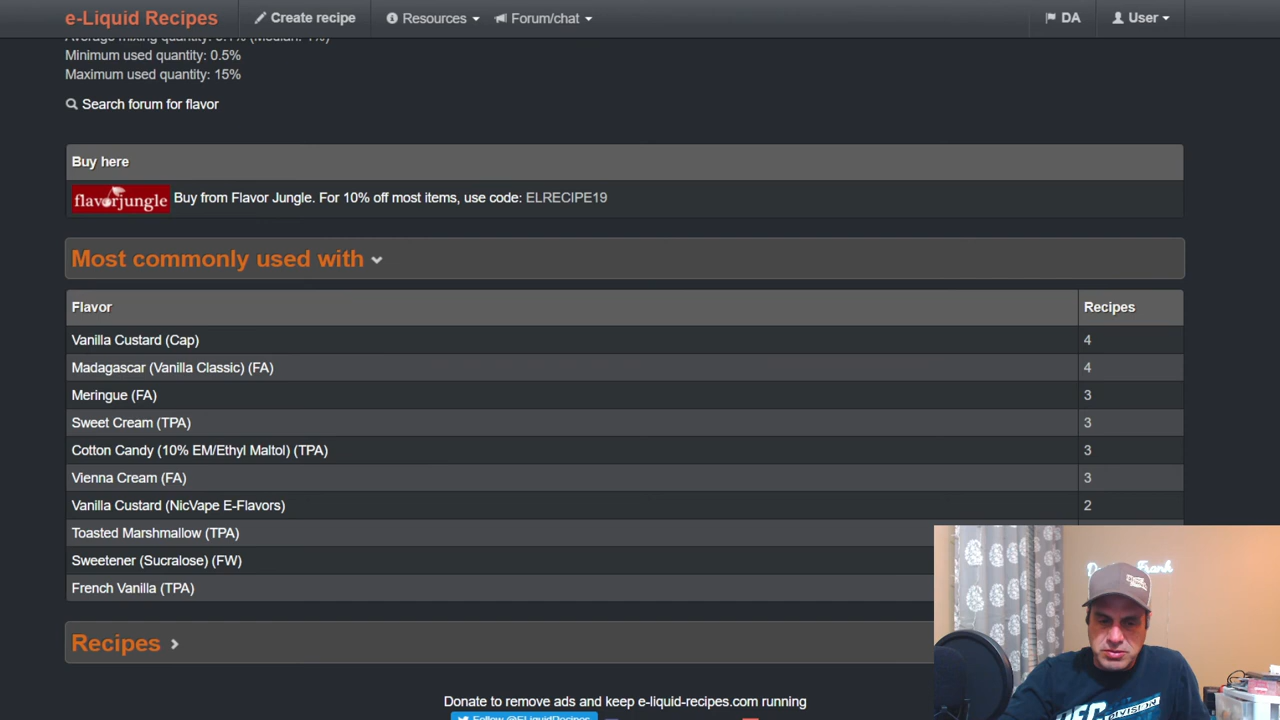 e-Liquid Recipes Create recipe Resources Forum/chat DA User
Minimum used quantity: 0.5%
Maximum used quantity: 15%
Search forum for flavor
Buy here
flavorjungle Buy from Flavor Jungle. For 10% off most items, use code: ELRECIPE19
Most commonly used with
Flavor Recipes
Vanilla Custard (Cap) 4
Madagascar (Vanilla Classic) (FA) 4
Meringue (FA) 3
Sweet Cream (TPA) 3
Cotton Candy (10% EM/Ethyl Maltol) (TPA) 3
Vienna Cream (FA) 3
Vanilla Custard (NicVape E-Flavors) 2
Toasted Marshmallow (TPA)
Sweetener (Sucralose) (FW)
French Vanilla (TPA)
Recipes
Donate to remove ads and keep e-liquid-recipes.com running
Follow @ELiquidRecipes